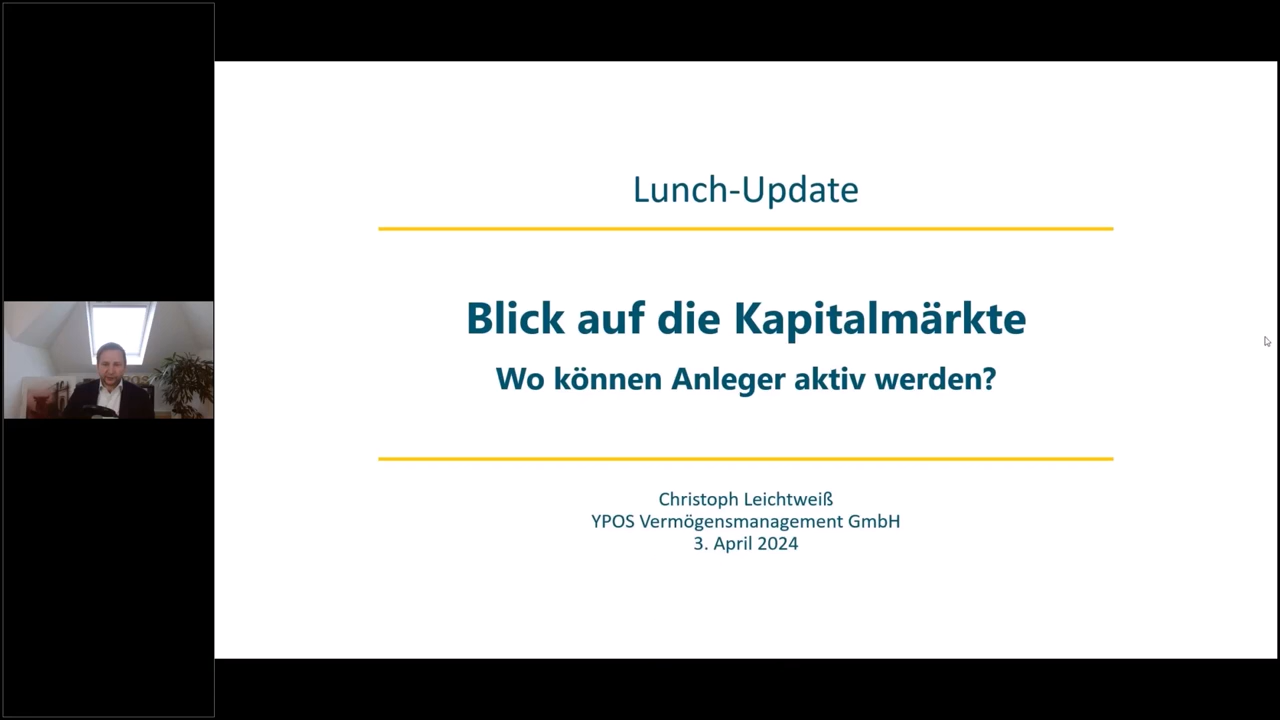 Lunch-Update
Blick auf die Kapitalmärkte
Wo können Anleger aktiv werden?
Christoph Leichtweiß
YPOS Vermögensmanagement GmbH
3. April 2024